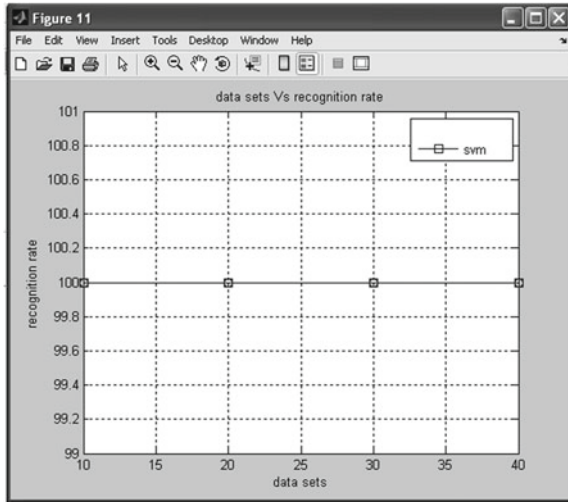 Figure 11
File Edit View Insert Tools Desktop Window Help
data sets Vs recognition rate
101
100.8
100.6
100.4
100.2
100
99.8
99.6
99.4
99.2
99
svm
recognition rate
10 15 20 25 30 35 40
data sets